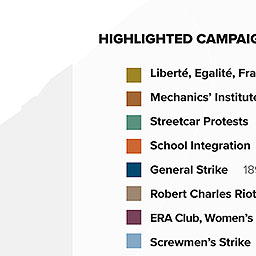 HIGHLIGHTED CAMPAIG
Liberté, Egalité, Fra
Mechanics' Institute
Streetcar Protests
School Integration
General Strike 189
Robert Charles Riot
ERA Club, Women's
Screwmen's Strike